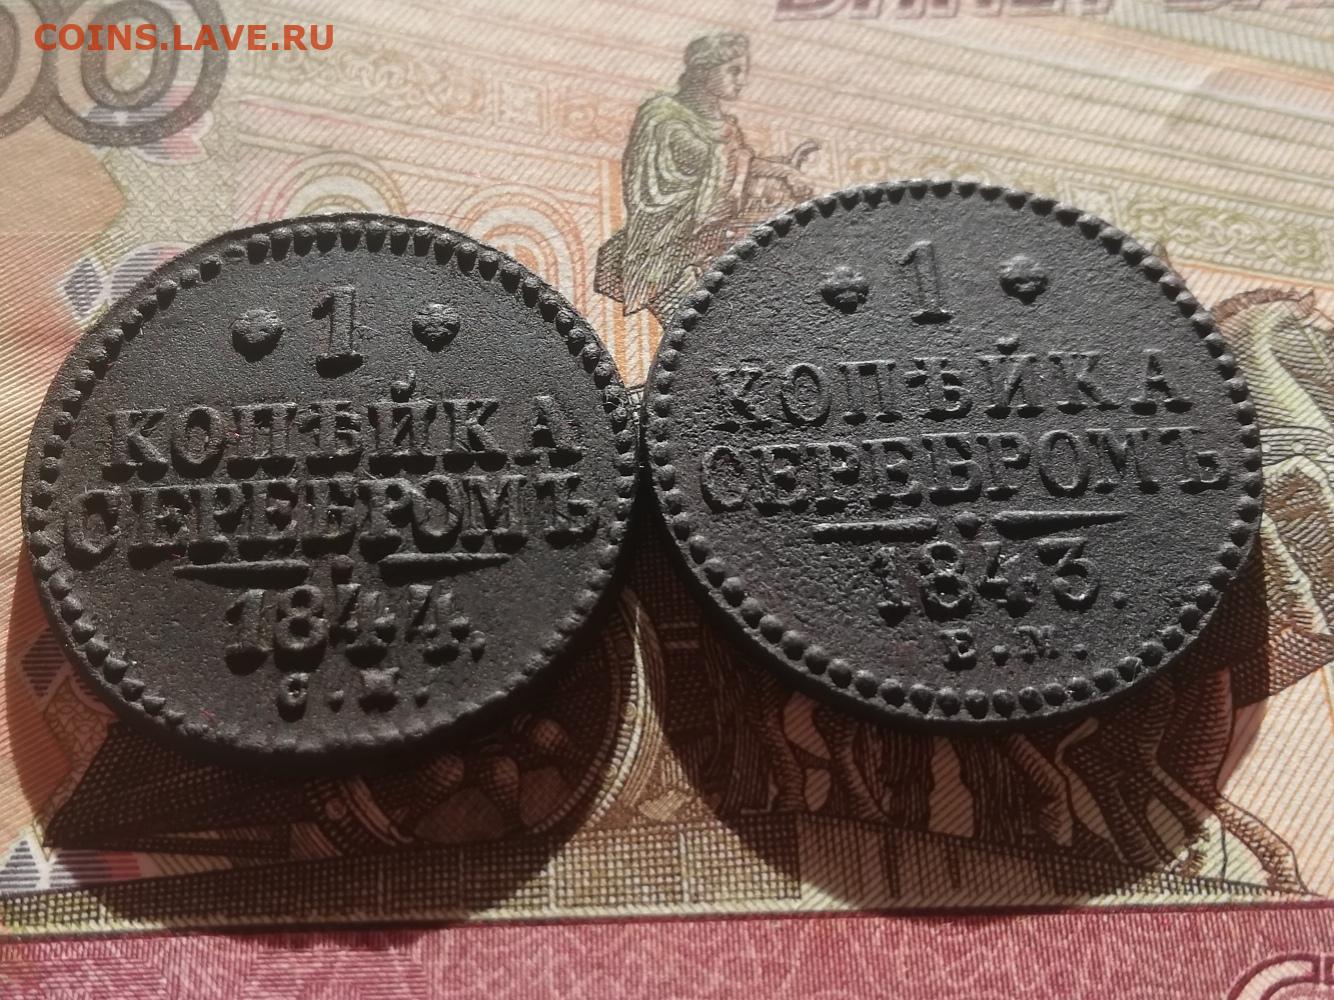 COINS.LAVE.RU
1
КОПѢЙКА
СЕРЕБРОМЪ
1844.
С.М.
1
КОПѢЙКА
СЕРЕБРОМЪ
1843.
Е.М.